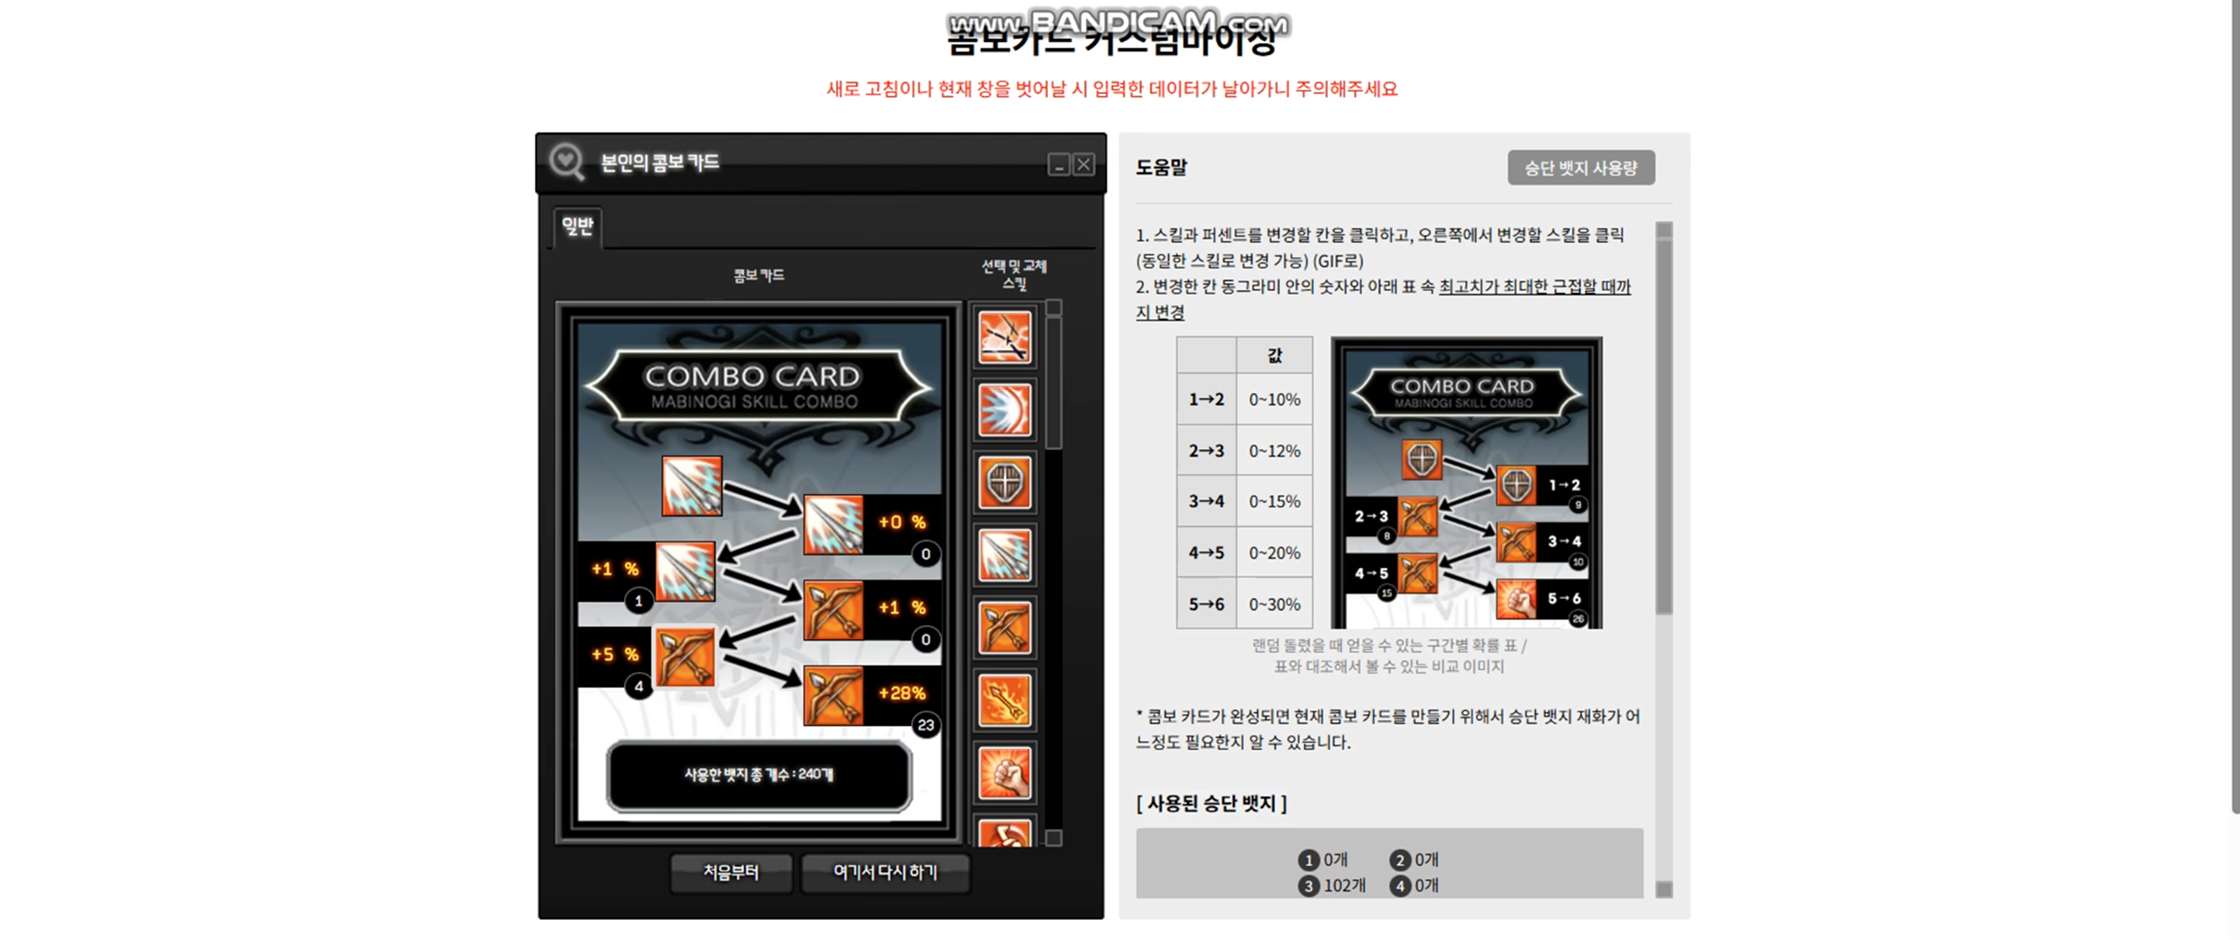 www.BANDICAM.com
콤보카드 커스텀마이징
새로 고침이나 현재 창을 벗어날 시 입력한 데이터가 날아가니 주의해주세요
본인의 콤보 카드
일반
콤보 카드
선택 및 교체
스킬
COMBO CARD
MABINOGI SKILL COMBO
+0 %
0
+1 %
1
+1 %
0
+5 %
4
+28%
23
사용한 뱃지 총 개수 : 240개
처음부터
여기서 다시 하기
도움말
승단 뱃지 사용량
1. 스킬과 퍼센트를 변경할 칸을 클릭하고, 오른쪽에서 변경할 스킬을 클릭
(동일한 스킬로 변경 가능) (GIF로)
2. 변경한 칸 동그라미 안의 숫자와 아래 표 속 최고치가 최대한 근접할 때까
지 변경
값
1→2 0~10%
2→3 0~12%
3→4 0~15%
4→5 0~20%
5→6 0~30%
COMBO CARD
MABINOGI SKILL COMBO
1→2
9
2→3
8
3→4
10
4→5
15
5→6
26
랜덤 돌렸을 때 얻을 수 있는 구간별 확률 표 /
표와 대조해서 볼 수 있는 비교 이미지
* 콤보 카드가 완성되면 현재 콤보 카드를 만들기 위해서 승단 뱃지 재화가 어
느정도 필요한지 알 수 있습니다.
[ 사용된 승단 뱃지 ]
1 0개 2 0개
3 102개 4 0개